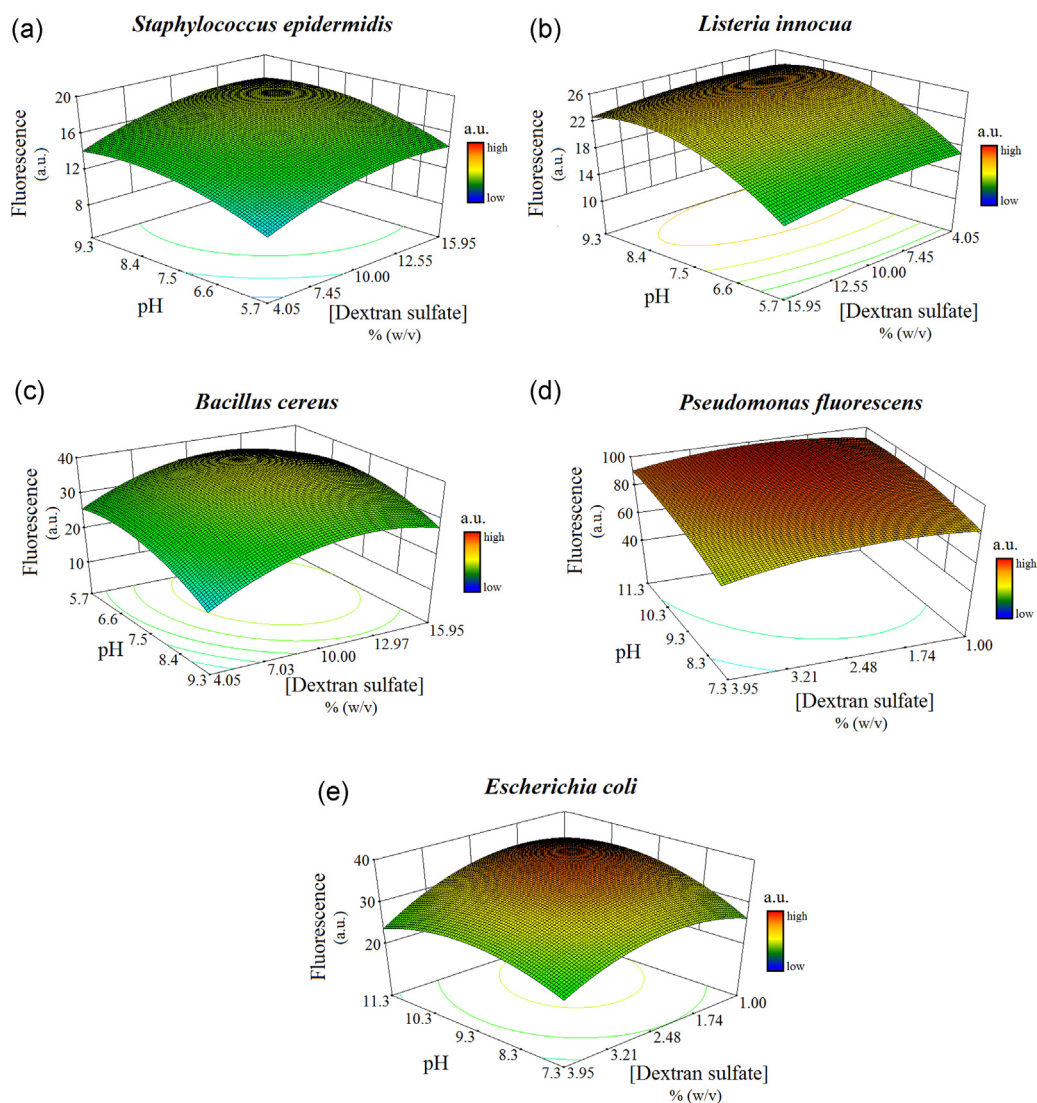 (a)
Staphylococcus epidermidis
Fluorescence
(a.u.)
20
16
12
8
9.3
8.4
7.5
6.6
5.7
pH
4.05
7.45
10.00
12.55
15.95
[Dextran sulfate]
% (w/v)
a.u.
high
low
(b)
Listeria innocua
Fluorescence
(a.u.)
26
22
18
14
10
9.3
8.4
7.5
6.6
5.7
pH
15.95
12.55
10.00
7.45
4.05
[Dextran sulfate]
% (w/v)
a.u.
high
low
(c)
Bacillus cereus
Fluorescence
(a.u.)
40
30
20
10
5.7
6.6
7.5
8.4
9.3
pH
4.05
7.03
10.00
12.97
15.95
[Dextran sulfate]
% (w/v)
a.u.
high
low
(d)
Pseudomonas fluorescens
Fluorescence
(a.u.)
100
80
60
40
11.3
10.3
9.3
8.3
7.3
pH
3.95
3.21
2.48
1.74
1.00
[Dextran sulfate]
% (w/v)
a.u.
high
low
(e)
Escherichia coli
Fluorescence
(a.u.)
40
30
20
11.3
10.3
9.3
8.3
7.3
pH
3.95
3.21
2.48
1.74
1.00
[Dextran sulfate]
% (w/v)
a.u.
high
low